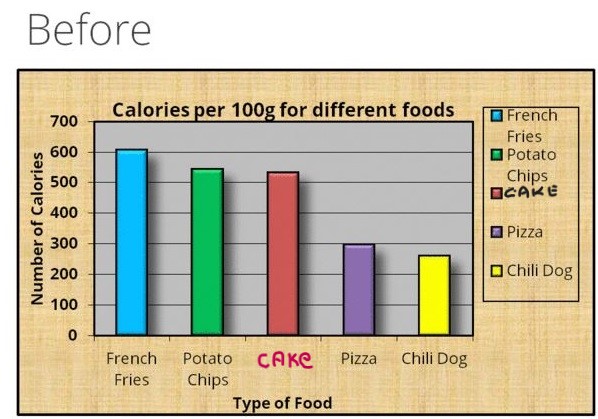 Before
Calories per 100g for different foods
700
600
500
400
300
200
100
0
Number of Calories
French
Fries
Potato
Chips
CAKE
Pizza
Chili Dog
Type of Food
French
Fries
Potato
Chips
CAKE
Pizza
Chili Dog